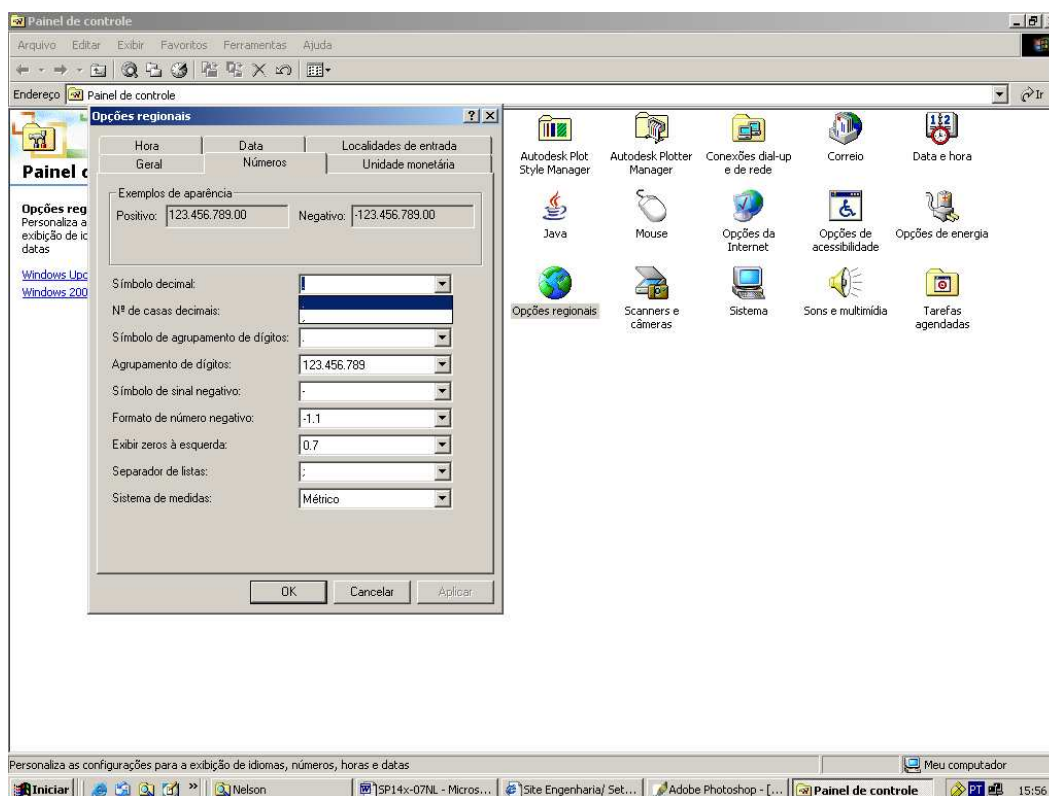 Painel de controle
Arquivo Editar Exibir Favoritos Ferramentas Ajuda
Endereço Painel de controle Ir
Painel d
Opções reg
Personaliza a
exibição de id
datas
Windows Upd
Windows 200
Opções regionais
Hora Data Localidades de entrada
Geral Números Unidade monetária
Exemplos de aparência
Positivo: 123.456.789.00 Negativo: -123.456.789.00
Símbolo decimal: .
Nº de casas decimais:
Símbolo de agrupamento de dígitos: .
Agrupamento de dígitos: 123.456.789
Símbolo de sinal negativo: -
Formato de número negativo: -1.1
Exibir zeros à esquerda: 0.7
Separador de listas: ;
Sistema de medidas: Métrico
OK Cancelar Aplicar
Autodesk Plot
Style Manager
Autodesk Plotter
Manager
Conexões dial-up
e de rede
Correio
Data e hora
Java
Mouse
Opções da
Internet
Opções de
acessibilidade
Opções de energia
Opções regionais
Scanners e
câmeras
Sistema
Sons e multimídia
Tarefas
agendadas
Personaliza as configurações para a exibição de idiomas, números, horas e datas Meu computador
Iniciar » Nelson SP14x-07NL - Micros... Site Engenharia/ Set... Adobe Photoshop - [... Painel de controle PT 15:56